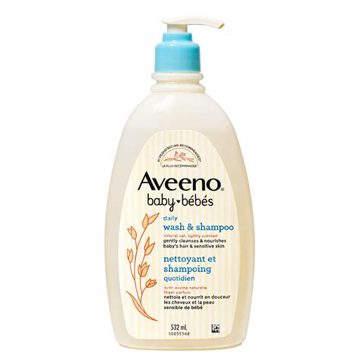 Aveeno®
baby♥bébés
daily
wash & shampoo
natural oat, lightly scented
gently cleanses & nourishes
baby's hair & sensitive skin
nettoyant et
shampoing
quotidien
avec avoine naturelle
léger parfum
nettoie et nourrit en douceur
les cheveux et la peau
sensible de bébé
532 mL